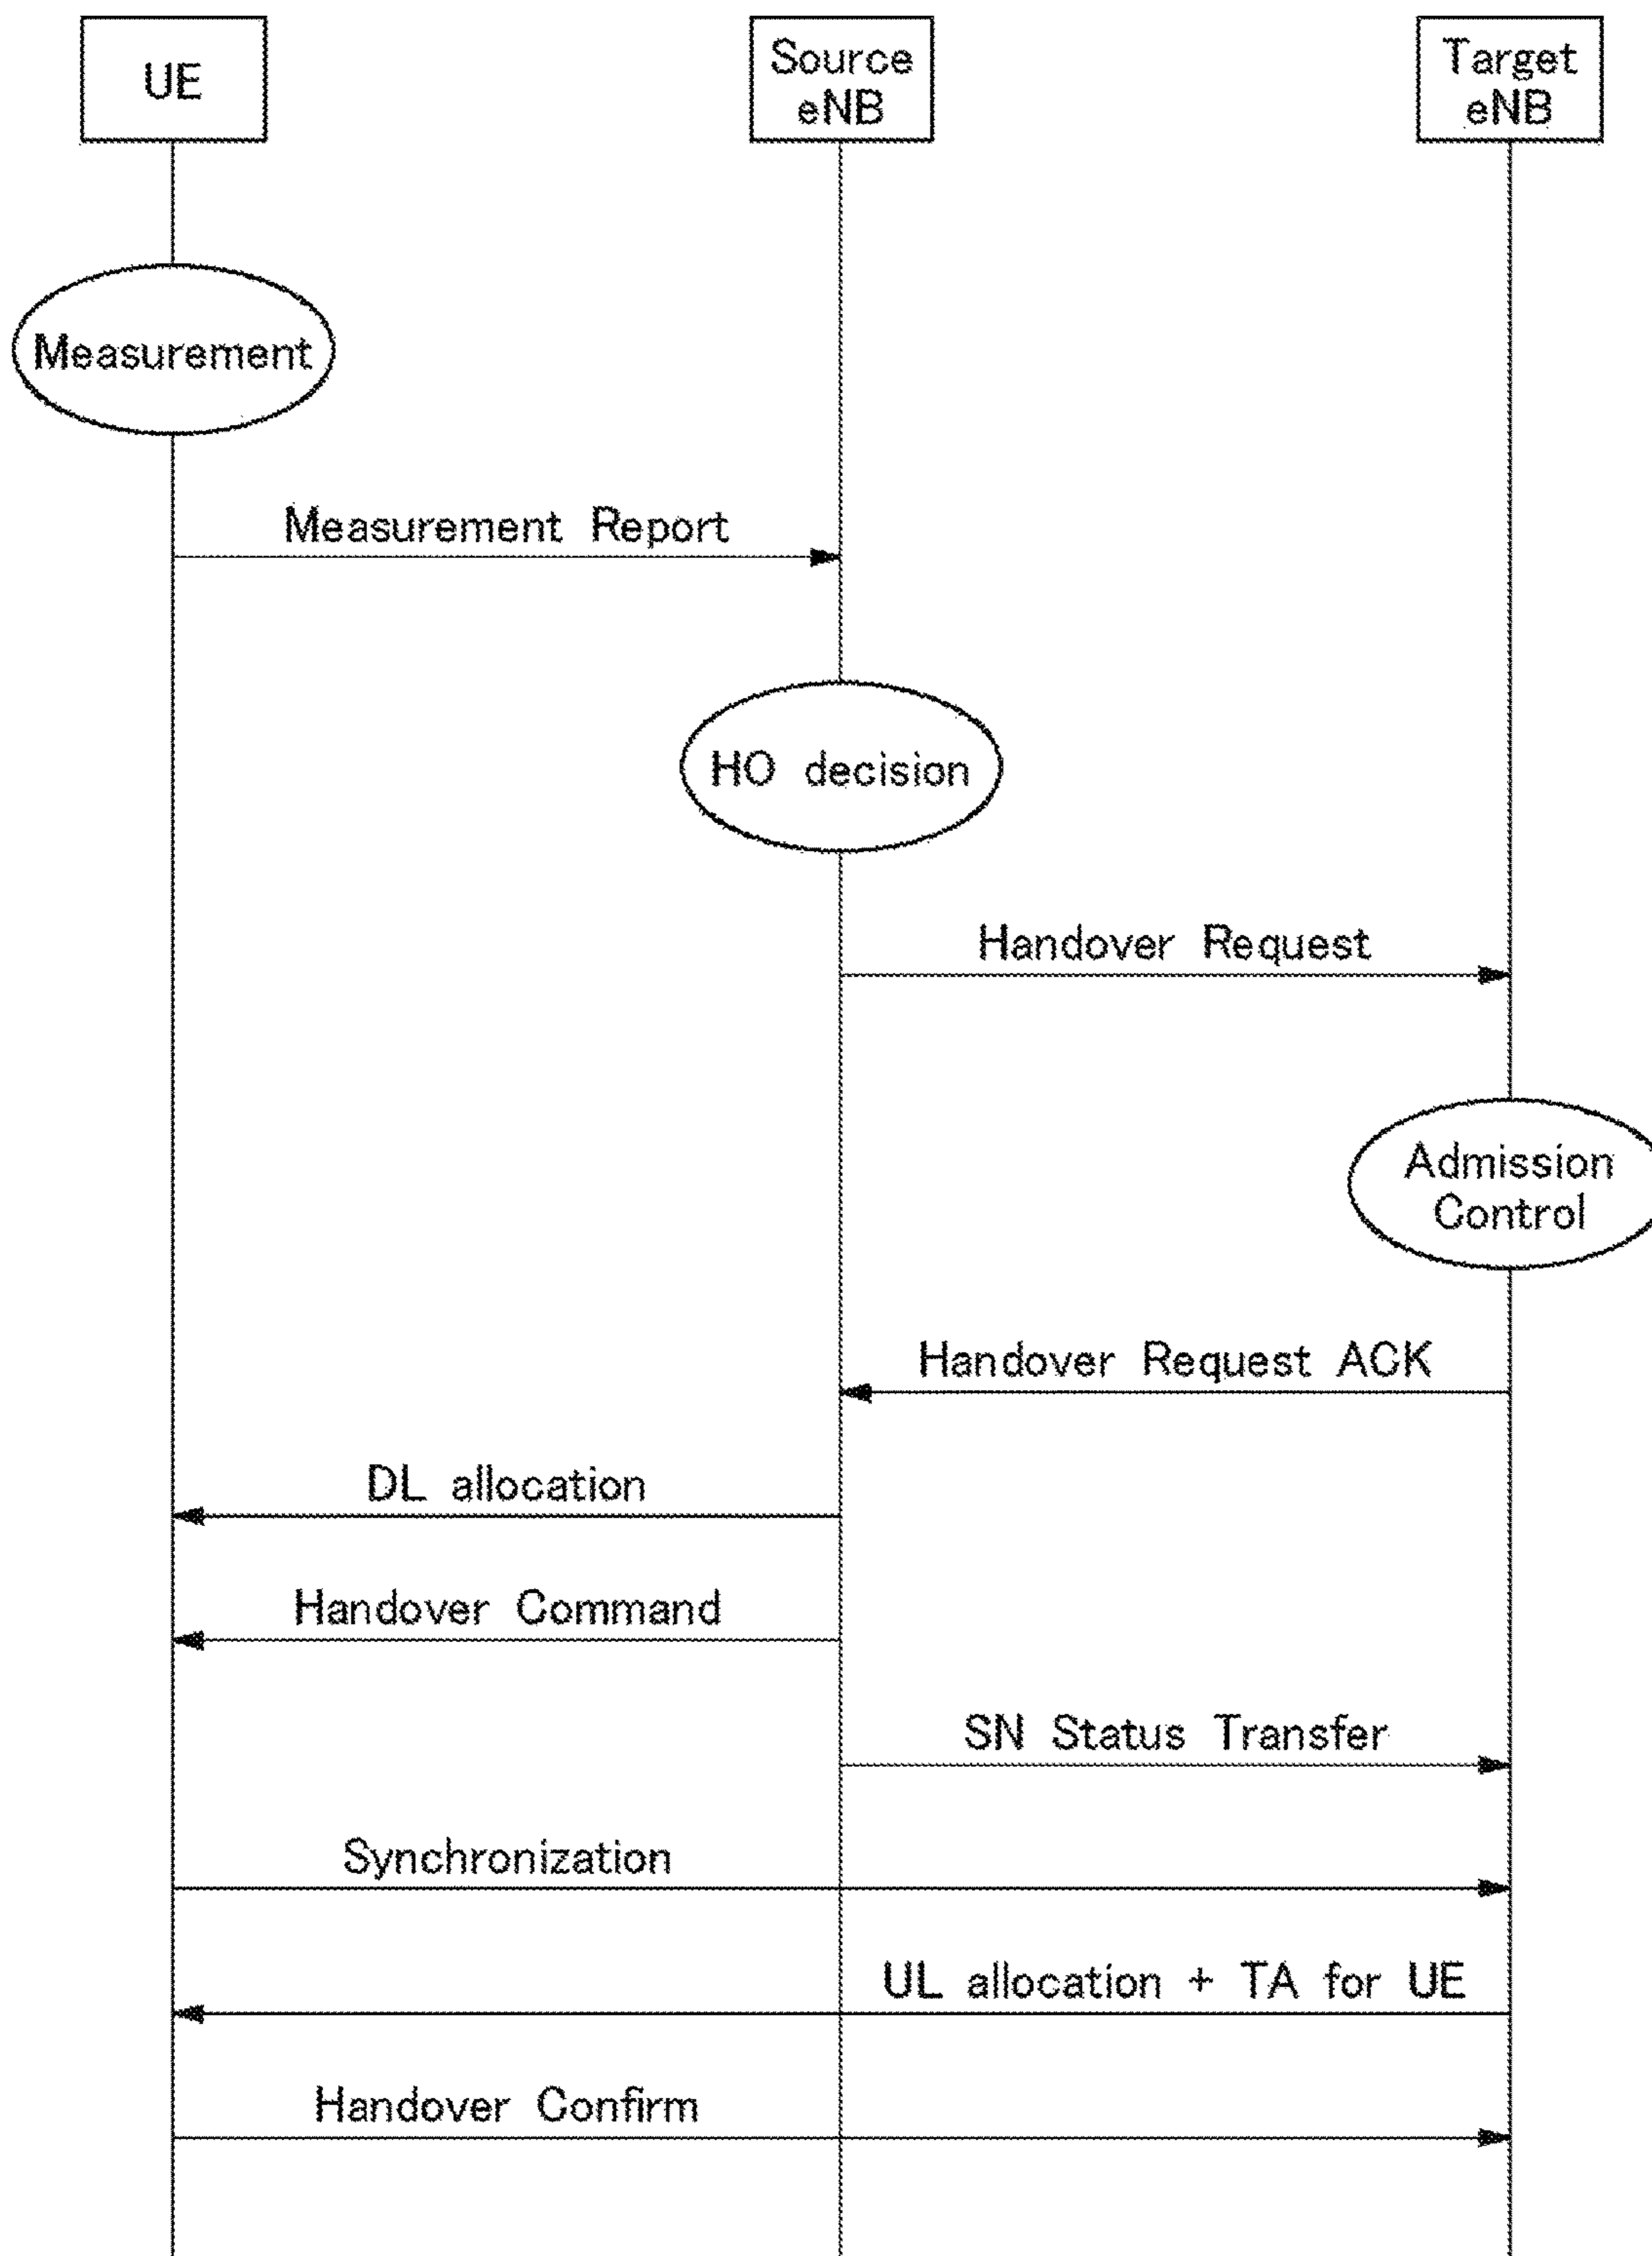 UE
Source
eNB
Target
eNB
Measurement
Measurement Report
HO decision
Handover Request
Admission
Control
Handover Request ACK
DL allocation
Handover Command
SN Status Transfer
Synchronization
UL allocation + TA for UE
Handover Confirm